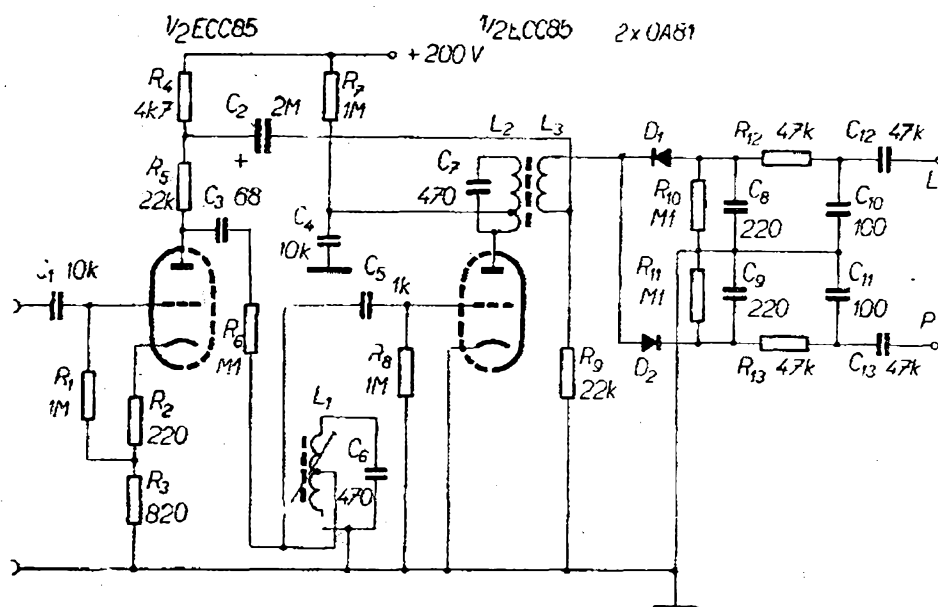 1/2ECC85
1/2ECC85
2x0A81
+200V
R4
4k7
C2
2M
R7
1M
R5
22k
C3 68
C4
10k
L2
L3
C7
470
D1
R12
47k
C12
47k
L
R10
M1
C8
220
C10
100
R11
M1
C9
220
C11
100
D2
R13
47k
C13
47k
P
C1 10k
C5
1k
R6
M1
R8
1M
R9
22k
R1
1M
R2
220
L1
C6
470
R3
820